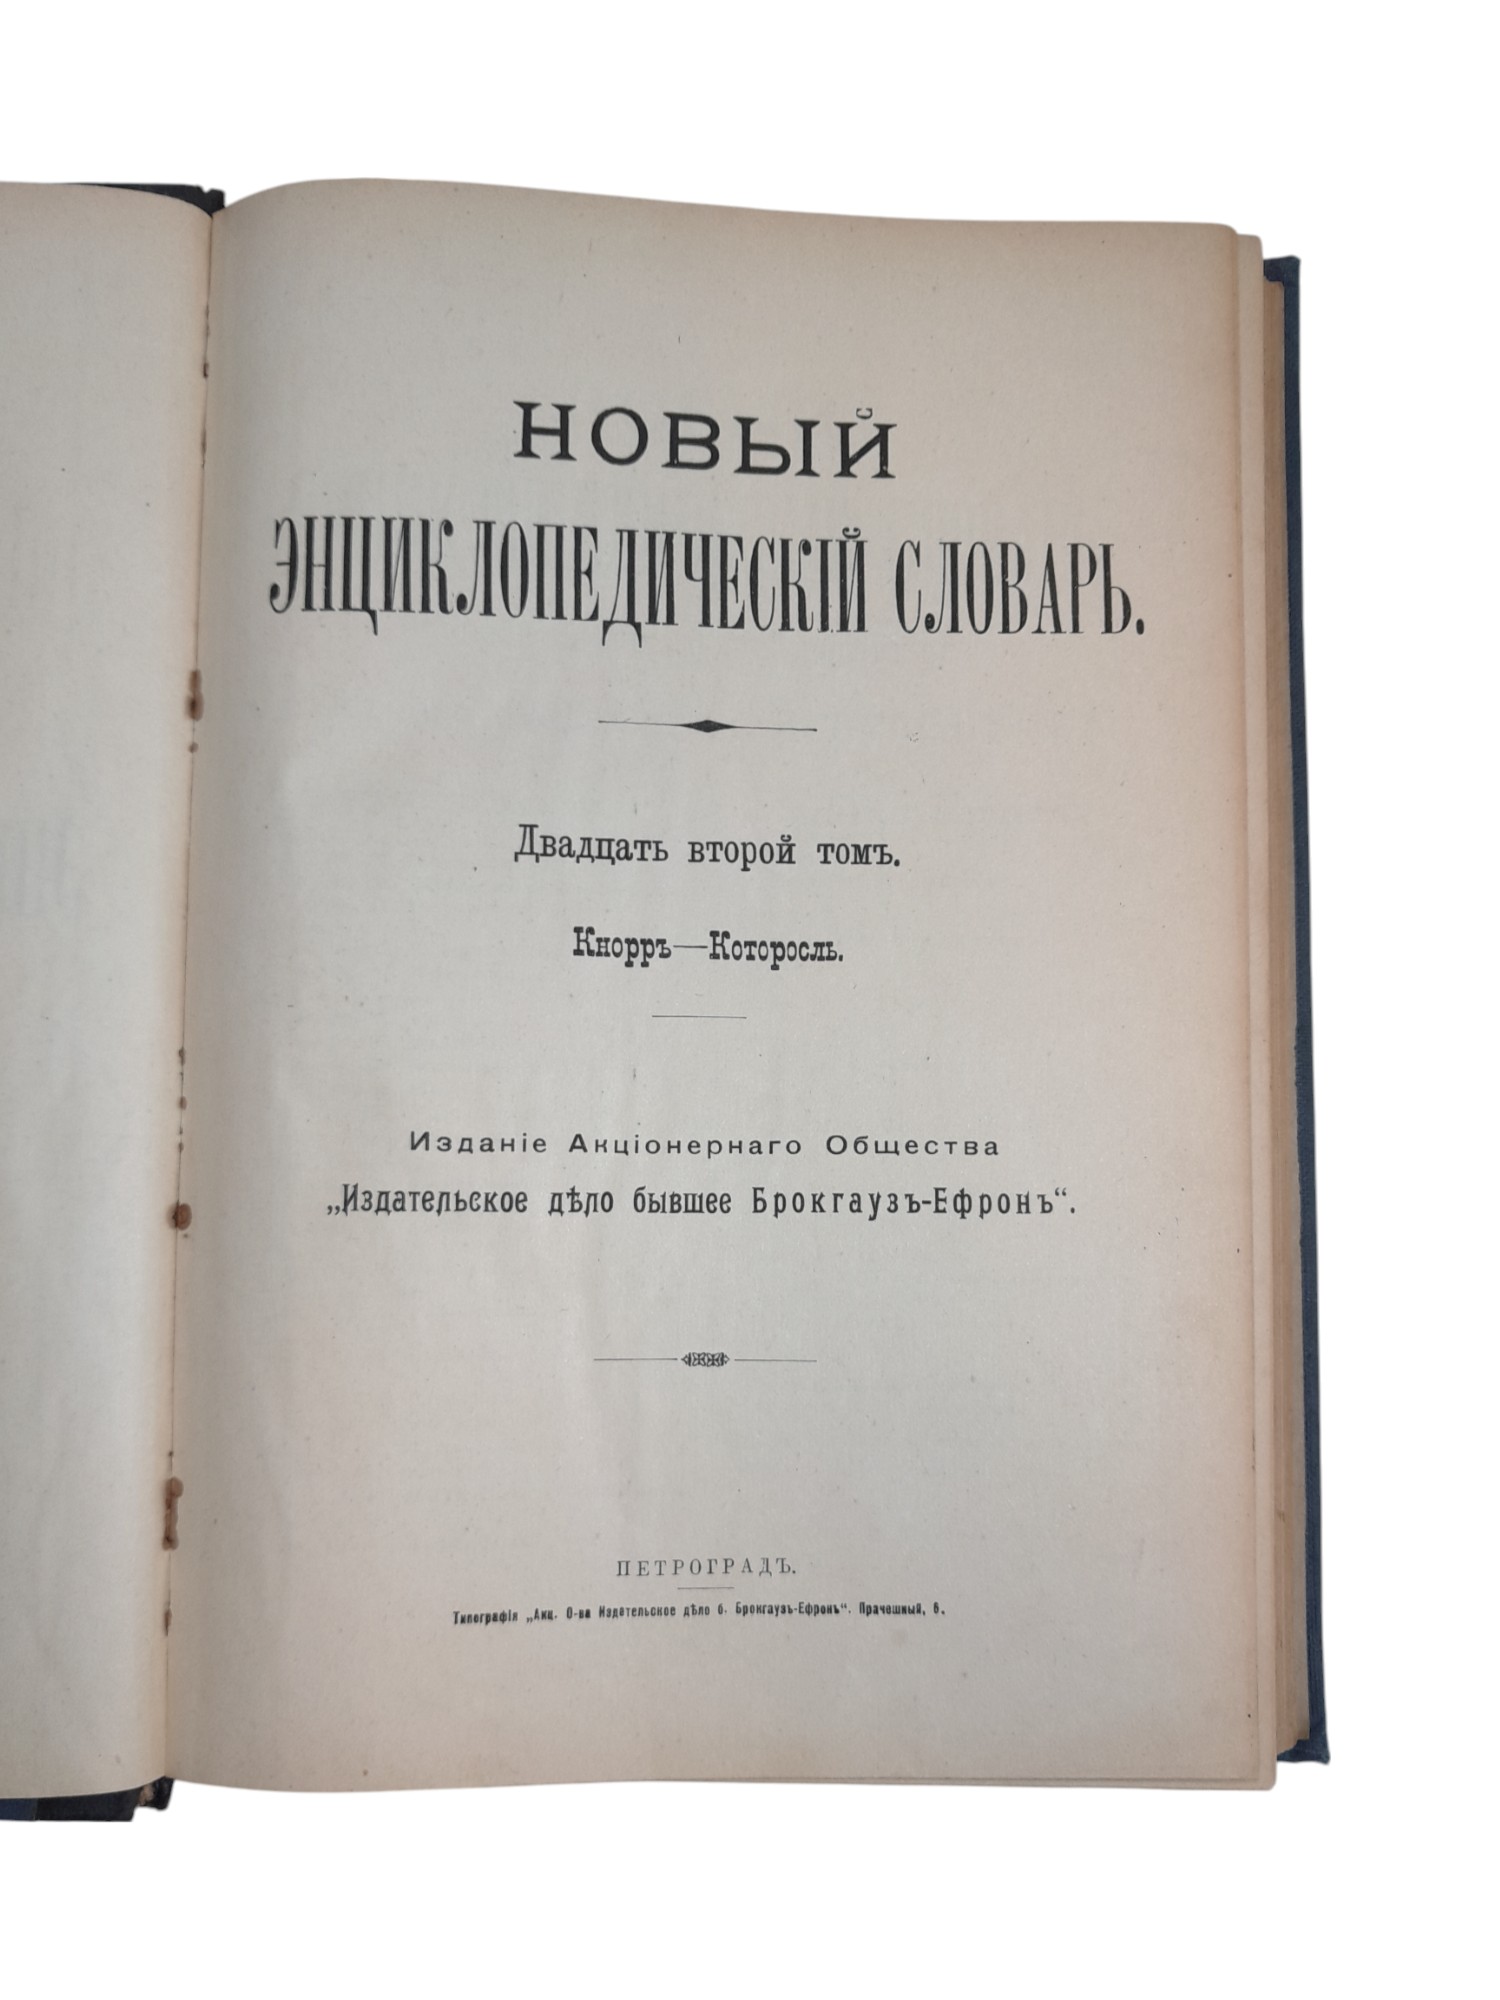 НОВЫЙ
ЭНЦИКЛОПЕДИЧЕСКІЙ СЛОВАРЬ.
Двадцать второй томъ.
Кнорръ—Которосль.
Изданіе Акціонернаго Общества
„Издательское дѣло бывшее Брокгаузъ-Ефронъ“.
ПЕТРОГРАДЪ.
Типографія „Акц. О-ва Издательское дѣло б. Брокгаузъ-Ефронъ“. Прачешный, 6.